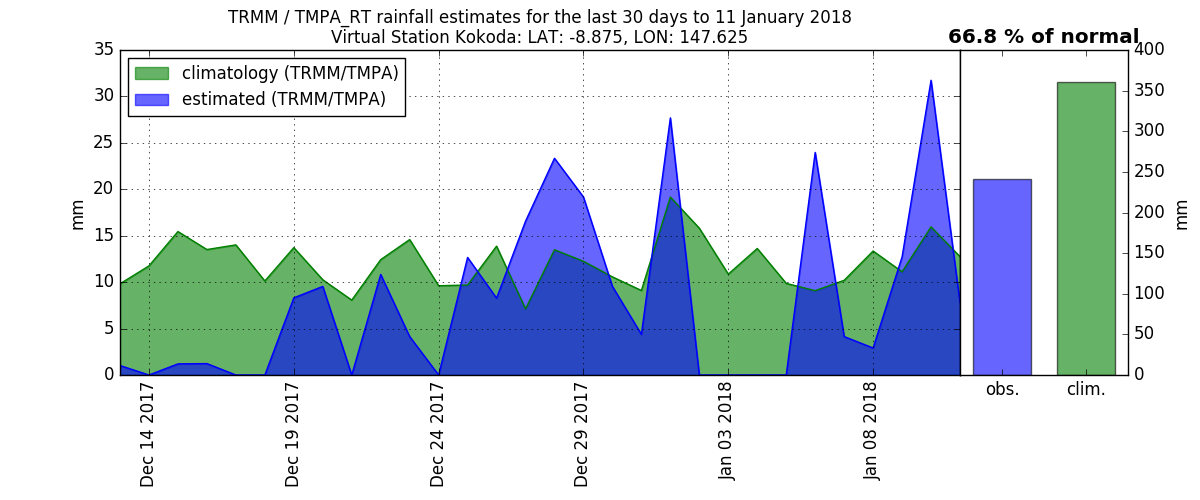 TRMM / TMPA_RT rainfall estimates for the last 30 days to 11 January 2018
Virtual Station Kokoda: LAT: -8.875, LON: 147.625
66.8 % of normal
climatology (TRMM/TMPA)
estimated (TRMM/TMPA)
mm
35
30
25
20
15
10
5
0
Dec 14 2017
Dec 19 2017
Dec 24 2017
Dec 29 2017
Jan 03 2018
Jan 08 2018
obs.
clim.
400
350
300
250
200
150
100
50
0
mm